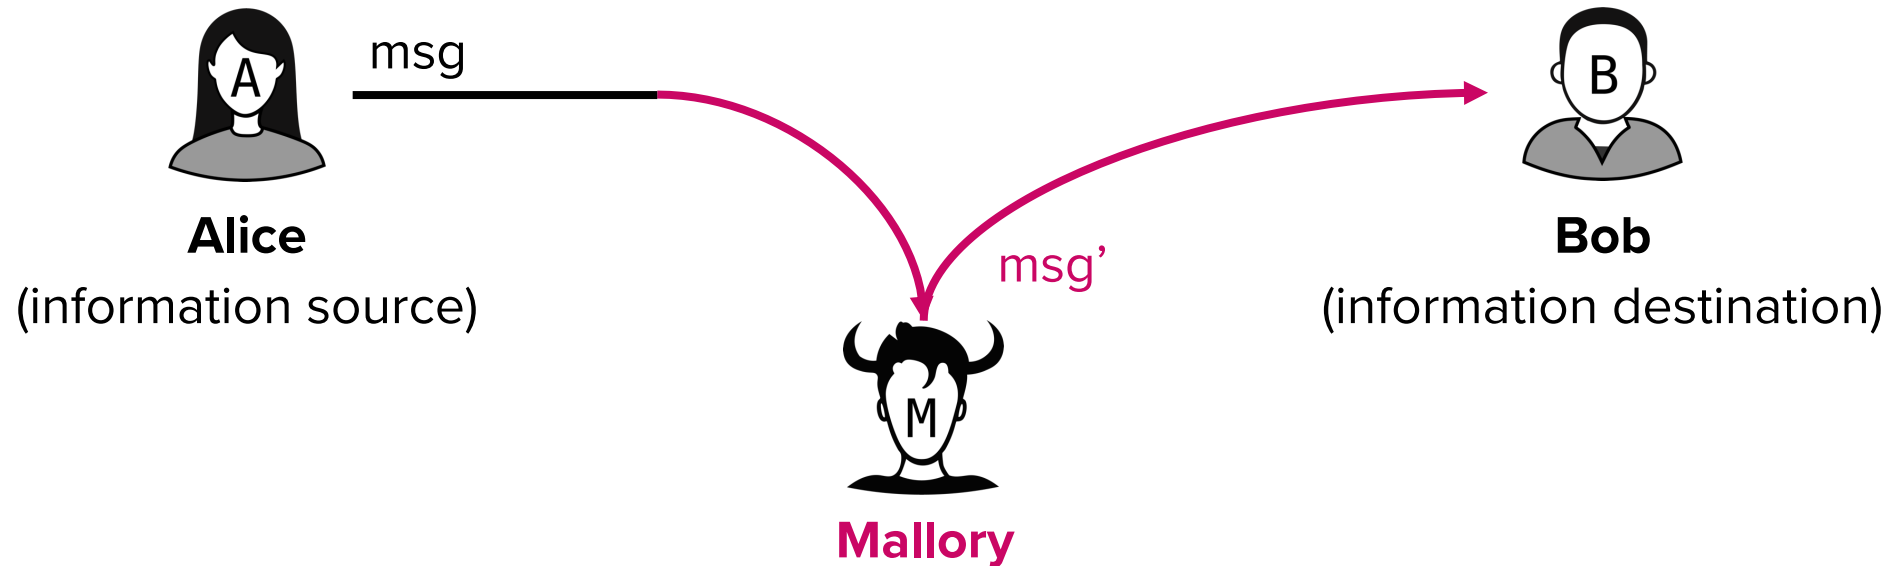 A
msg
B
Alice
(information source)
msg’
Bob
(information destination)
M
Mallory